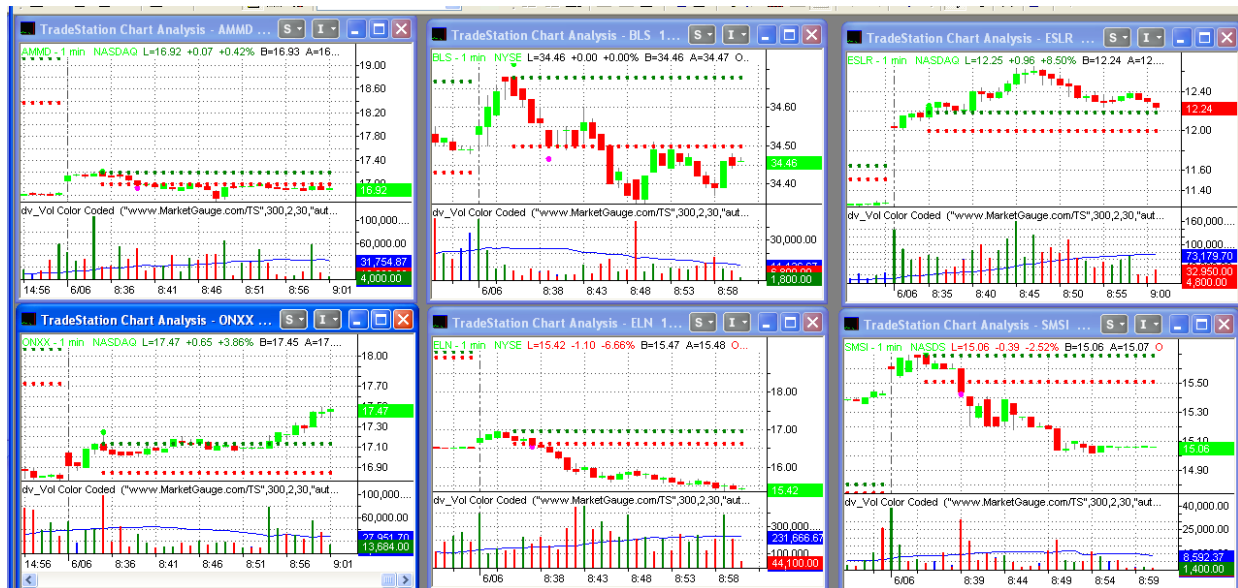 TradeStation Chart Analysis - AMMD ...
S
I
AMMD - 1 min NASDAQ L=16.92 +0.07 +0.42% B=16.93 A=16...
19.00
18.60
18.20
17.80
17.40
17.00
16.92
dv_Vol Color Coded ("www.MarketGauge.com/TS",300,2,30,"aut...
100,000....
60,000.00
31,754.87
4,000.00
14:56 6/06 8:36 8:41 8:46 8:51 8:56 9:01
TradeStation Chart Analysis - BLS 1...
S
I
BLS - 1 min NYSE L=34.46 +0.00 +0.00% B=34.46 A=34.47 O...
34.60
34.50
34.46
34.40
dv_Vol Color Coded ("www.MarketGauge.com/TS",300,2,30,"aut...
30,000.00
1,800.00
6/06 8:38 8:43 8:48 8:53 8:58
TradeStation Chart Analysis - ESLR ...
S
I
ESLR - 1 min NASDAQ L=12.25 +0.96 +8.50% B=12.24 A=12....
12.40
12.24
12.00
11.80
11.60
11.40
dv_Vol Color Coded ("www.MarketGauge.com/TS",300,2,30,"aut...
160,000....
100,000....
73,179.70
32,950.00
4,800.00
6/06 8:35 8:40 8:45 8:50 8:55 9:00
TradeStation Chart Analysis - ONXX ...
S
I
ONXX - 1 min NASDAQ L=17.47 +0.65 +3.86% B=17.45 A=17....
18.00
17.70
17.47
17.30
17.10
16.90
dv_Vol Color Coded ("www.MarketGauge.com/TS",300,2,30,"aut...
100,000....
60,000.00
27,951.70
13,684.00
14:56 6/06 8:36 8:41 8:46 8:51 8:56 9:01
TradeStation Chart Analysis - ELN 1...
S
I
ELN - 1 min NYSE L=15.42 -1.10 -6.66% B=15.47 A=15.48 O...
18.00
17.00
16.00
15.42
dv_Vol Color Coded ("www.MarketGauge.com/TS",300,2,30,"aut...
300,000....
231,666.67
100,000
44,100.00
6/06 8:38 8:43 8:48 8:53 8:58
TradeStation Chart Analysis - SMSI ...
S
I
SMSI - 1 min NASDS L=15.06 -0.39 -2.52% B=15.06 A=15.07 O
15.50
15.30
15.10
15.06
14.90
dv_Vol Color Coded ("www.MarketGauge.com/TS",300,2,30,"aut...
40,000.00
25,000.00
8,592.37
1,400.00
6/06 8:39 8:44 8:49 8:54 8:59